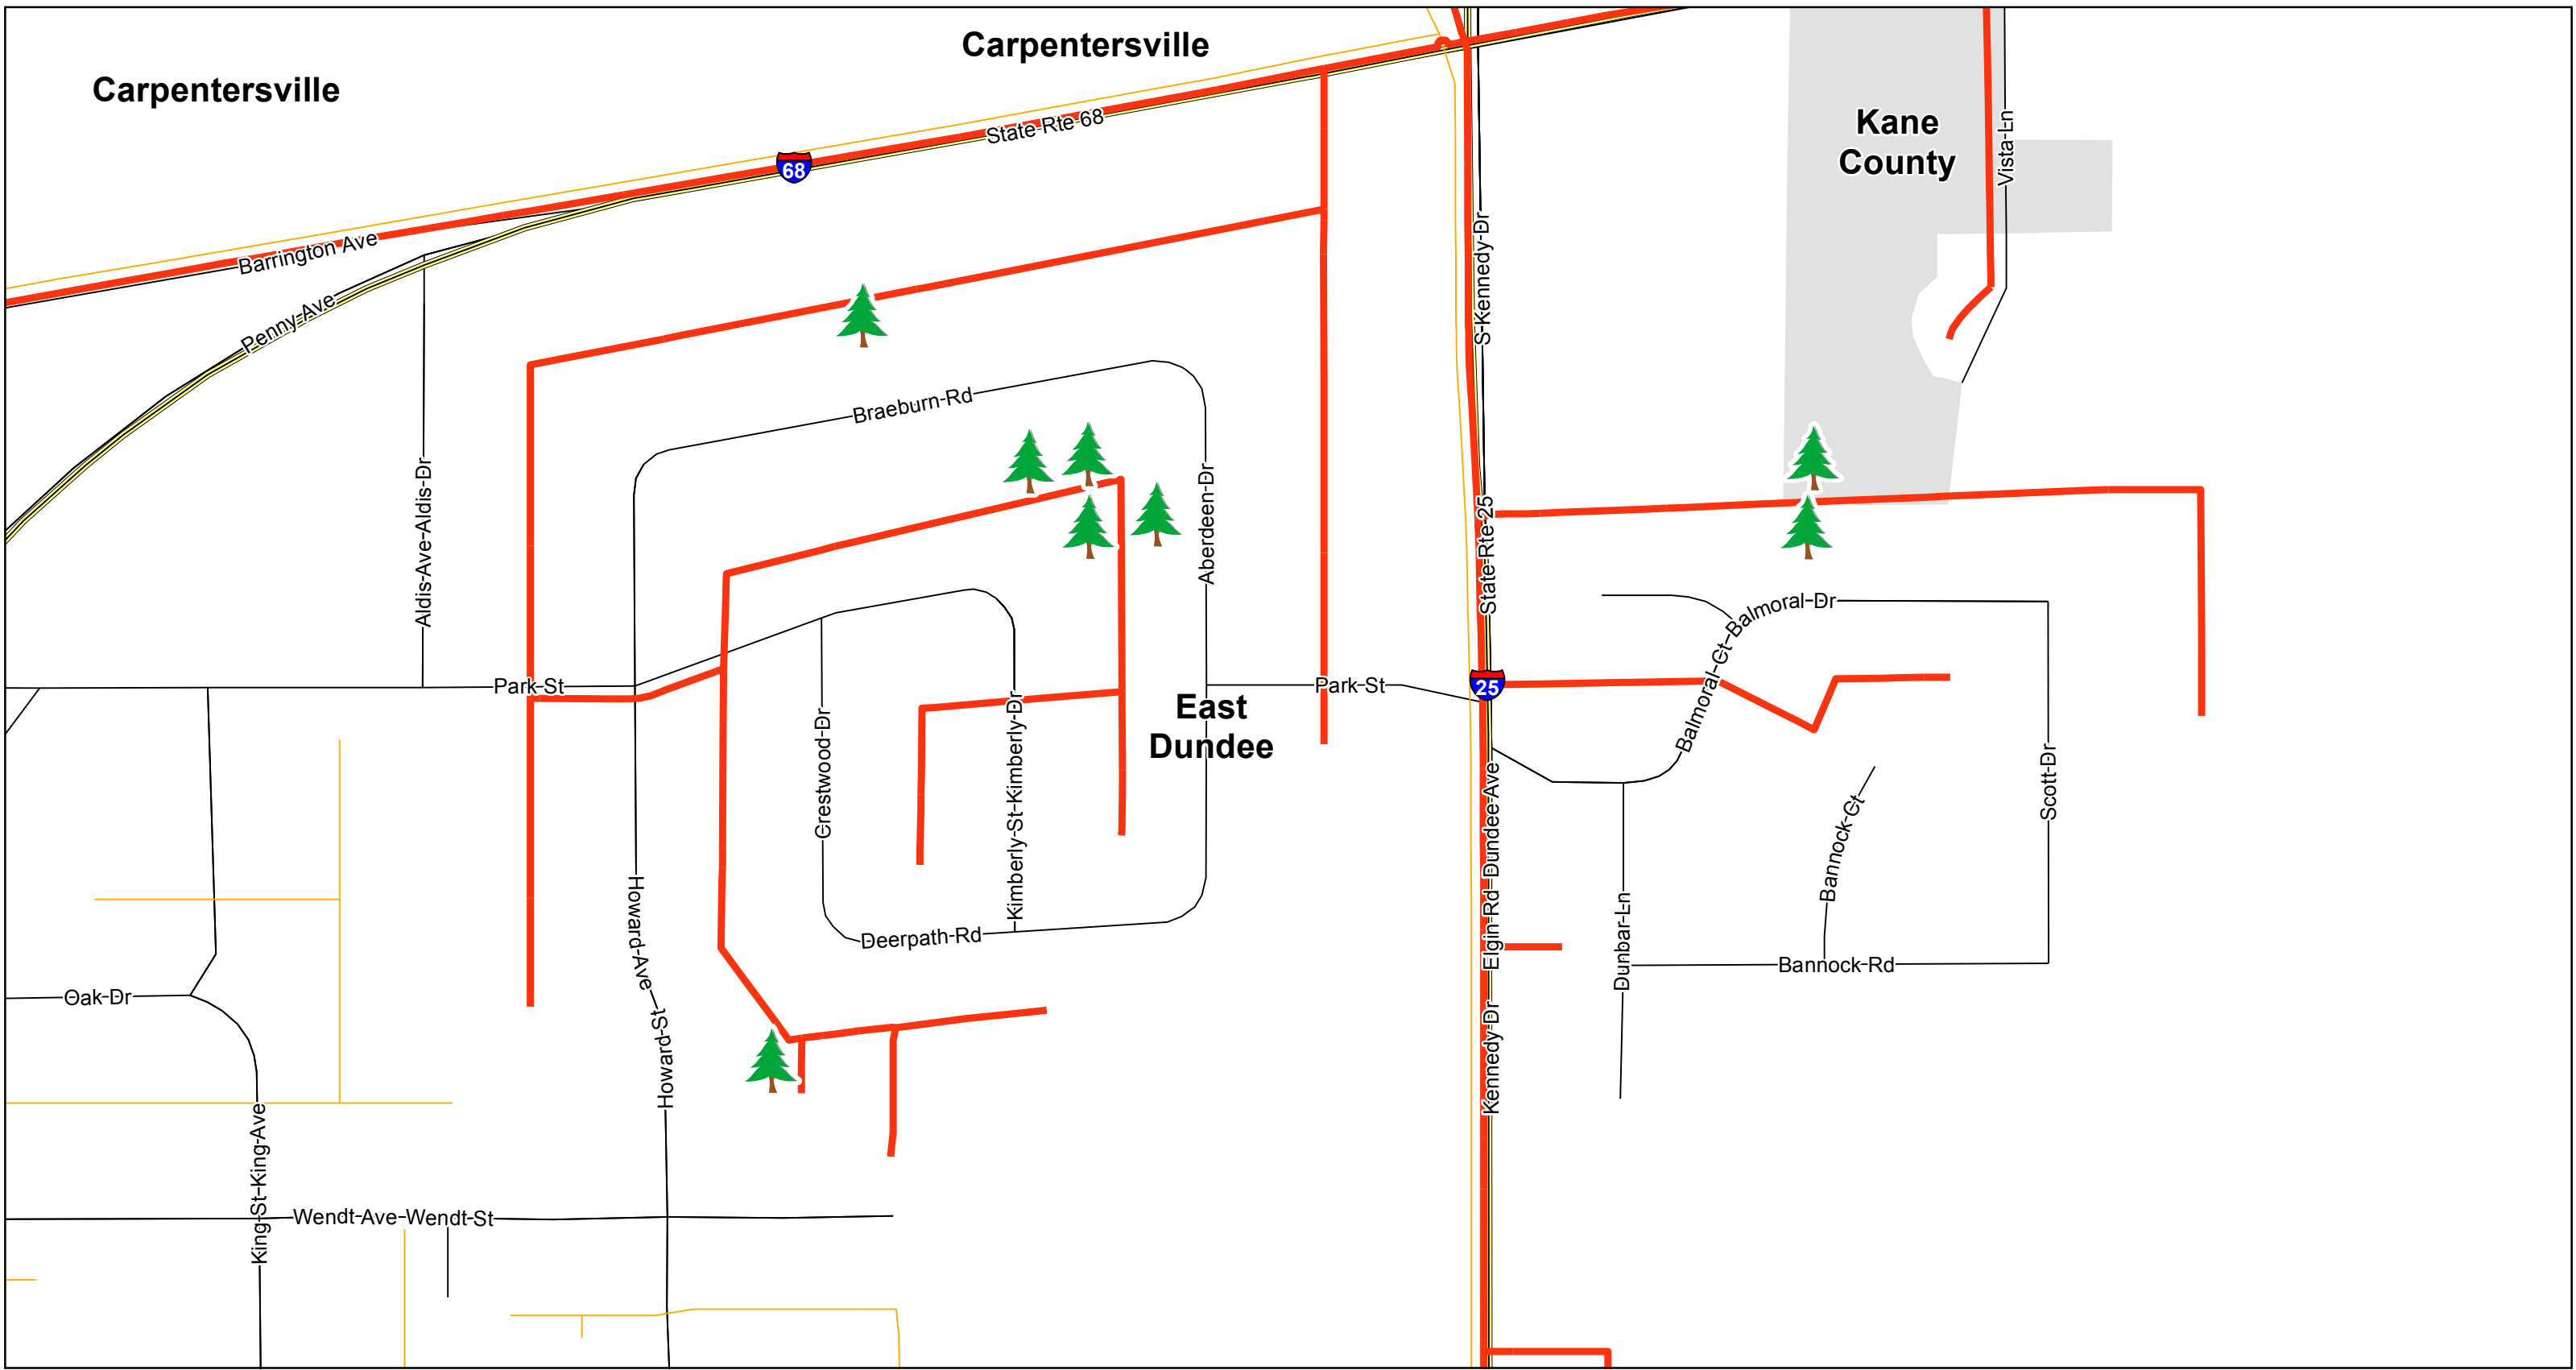 Carpentersville
Carpentersville
State Rte 68
68
Kane
County
Vista-Ln
Barrington Ave
Penny-Ave
S-Kennedy-Dr
Braeburn-Rd
Aldis-Ave-Aldis-Dr
Aberdeen-Dr
State-Rte-25
Balmoral-Dr
Balmoral-Ct
Park-St
Park-St
25
East
Dundee
Crestwood-Dr
Kimberly-St-Kimberly-Dr
Elgin-Rd Dundee-Ave
Scott-Dr
Bannock-Ct
Howard-Ave
Deerpath-Rd
Dunbar-Ln
Bannock-Rd
Oak-Dr
Howard-St
Kennedy-Dr
King-St-King-Ave
Wendt-Ave-Wendt-St